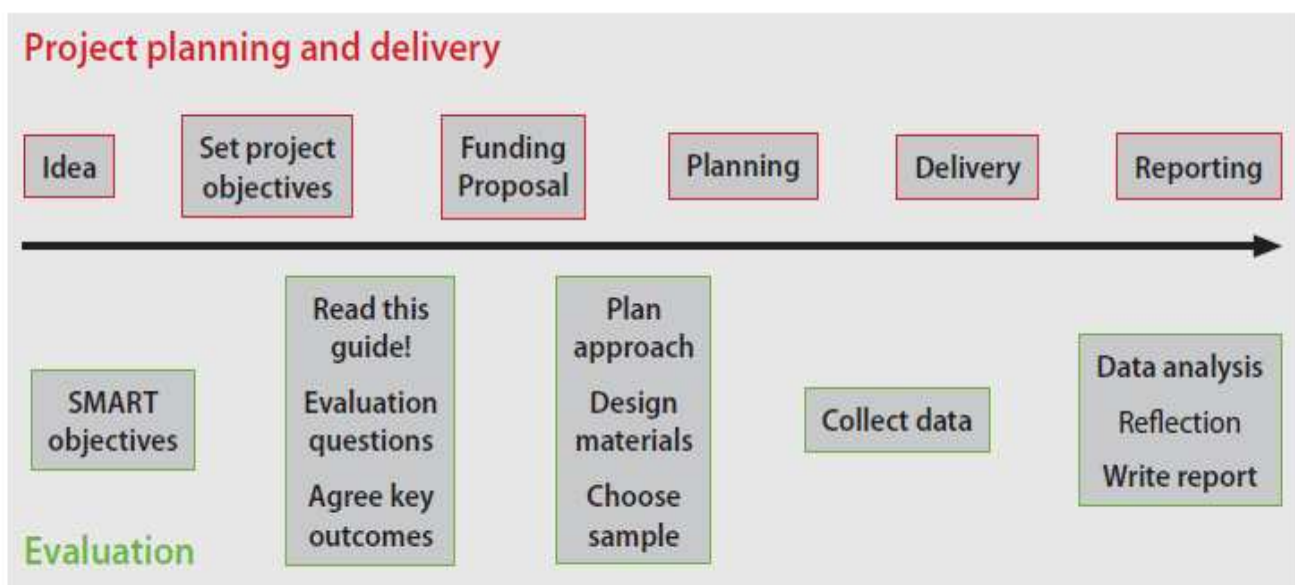 Project planning and delivery
Idea
Set project
objectives
Funding
Proposal
Planning
Delivery
Reporting
SMART
objectives
Read this
guide!
Evaluation
questions
Agree key
outcomes
Plan
approach
Design
materials
Choose
sample
Collect data
Data analysis
Reflection
Write report
Evaluation